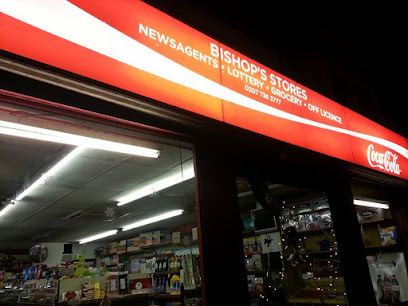 BISHOP'S STORES
NEWSAGENTS • LOTTERY • GROCERY • OFF LICENCE
0207 736 3777
Coca-Cola